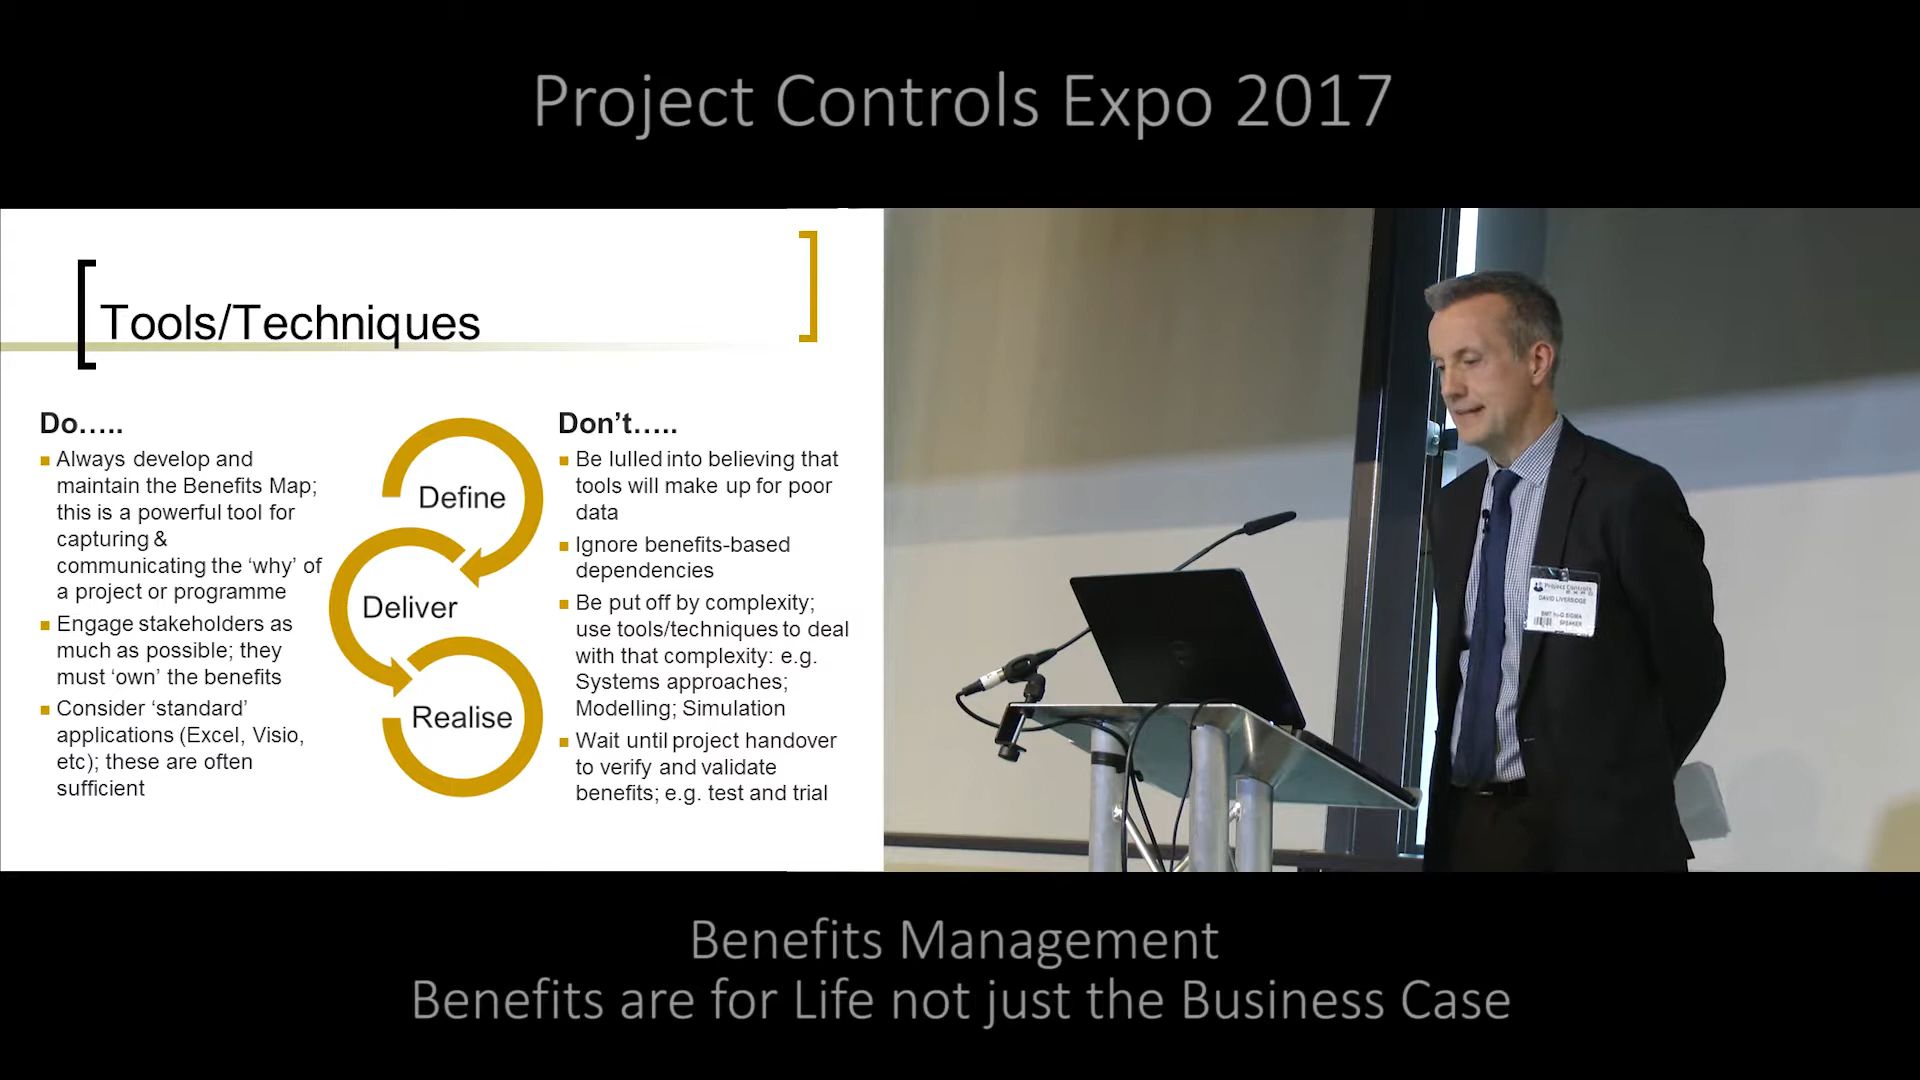 Project Controls Expo 2017
Tools/Techniques
Do.....
Always develop and
maintain the Benefits Map;
this is a powerful tool for
capturing &
communicating the ‘why’ of
a project or programme
Engage stakeholders as
much as possible; they
must ‘own’ the benefits
Consider ‘standard’
applications (Excel, Visio,
etc); these are often
sufficient
Define
Deliver
Realise
Don’t.....
Be lulled into believing that
tools will make up for poor
data
Ignore benefits-based
dependencies
Be put off by complexity;
use tools/techniques to deal
with that complexity: e.g.
Systems approaches;
Modelling; Simulation
Wait until project handover
to verify and validate
benefits; e.g. test and trial
Project Controls
DAVID LIVERSIDGE
SPEAKER
Benefits Management
Benefits are for Life not just the Business Case